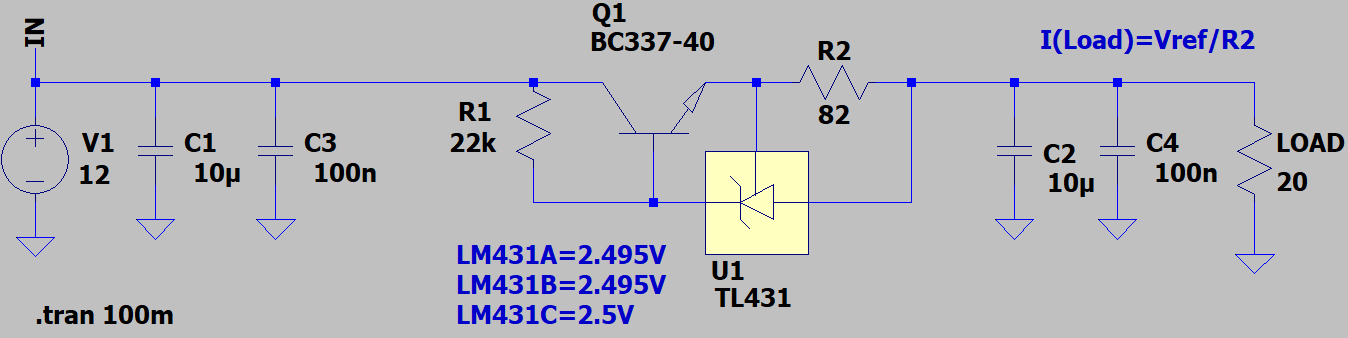 IN
Q1
BC337-40
R2
82
I(Load)=Vref/R2
R1
22k
V1
12
C1
10µ
C3
100n
C2
10µ
C4
100n
LOAD
20
U1
TL431
LM431A=2.495V
LM431B=2.495V
LM431C=2.5V
.tran 100m